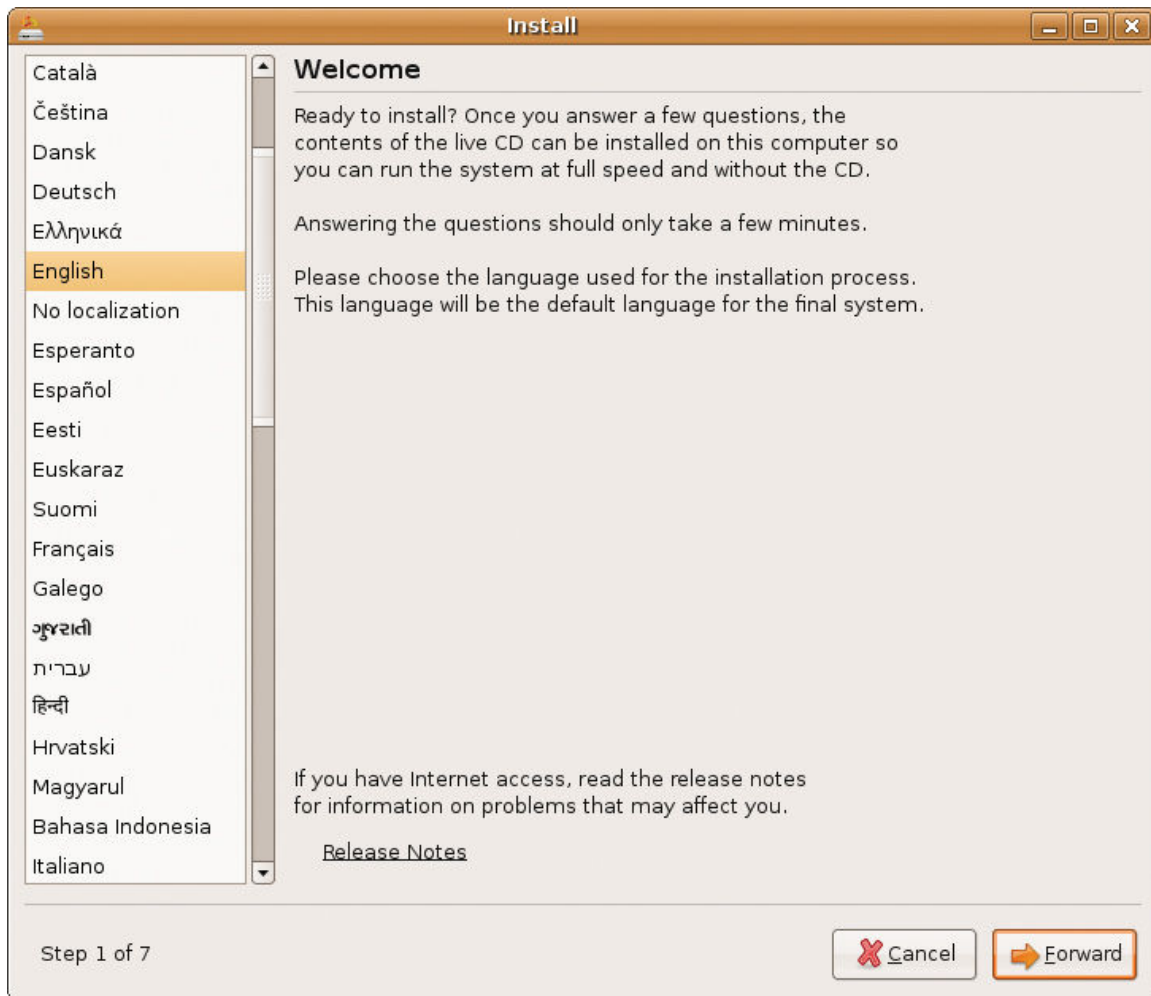 Install
Català
Čeština
Dansk
Deutsch
Ελληνικά
English
No localization
Esperanto
Español
Eesti
Euskaraz
Suomi
Français
Galego
ગુજરાતી
עברית
हिन्दी
Hrvatski
Magyarul
Bahasa Indonesia
Italiano
Welcome
Ready to install? Once you answer a few questions, the
contents of the live CD can be installed on this computer so
you can run the system at full speed and without the CD.
Answering the questions should only take a few minutes.
Please choose the language used for the installation process.
This language will be the default language for the final system.
If you have Internet access, read the release notes
for information on problems that may affect you.
Release Notes
Step 1 of 7
Cancel
Forward